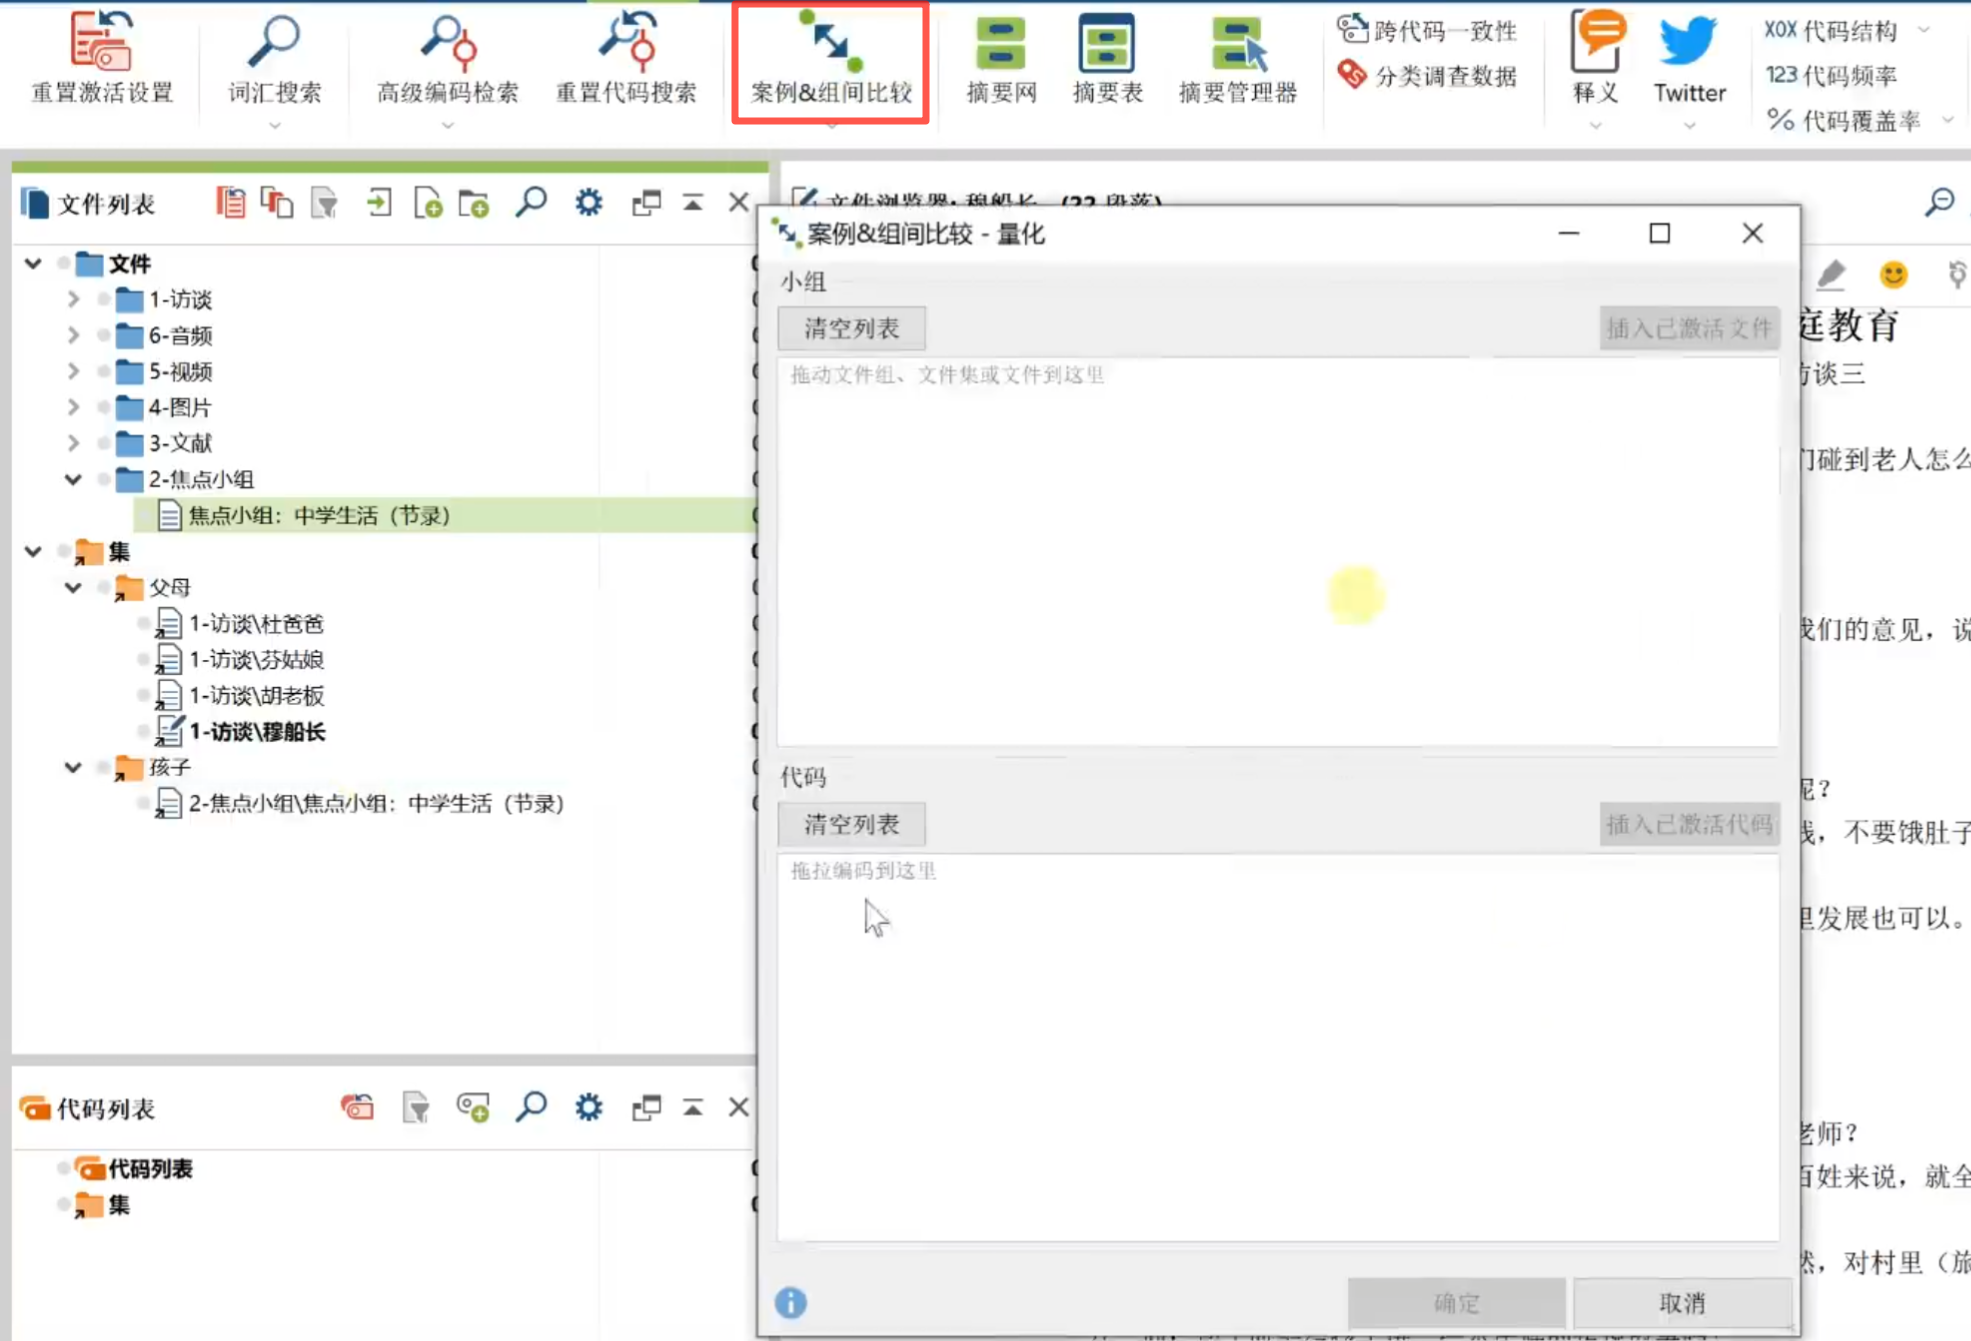 重置激活设置
词汇搜索
高级编码检索
重置代码搜索
案例&组间比较
摘要网
摘要表
摘要管理器
跨代码一致性
分类调查数据
释义
Twitter
XOX 代码结构
123 代码频率
% 代码覆盖率
文件列表
文件浏览器: 穆船长 (22 段落)
文件
1-访谈
6-音频
5-视频
4-图片
3-文献
2-焦点小组
焦点小组：中学生活（节录）
集
父母
1-访谈\杜爸爸
1-访谈\芬姑娘
1-访谈\胡老板
1-访谈\穆船长
孩子
2-焦点小组\焦点小组：中学生活（节录）
代码列表
代码列表
集
案例&组间比较 - 量化
小组
清空列表
插入已激活文件
拖动文件组、文件集或文件到这里
代码
清空列表
插入已激活代码
拖拉编码到这里
确定
取消
庭教育
访谈三
们碰到老人怎么
我们的意见，说
呢？
，不要饿肚子
里发展也可以。
老师？
百姓来说，就全
然，对村里（旅